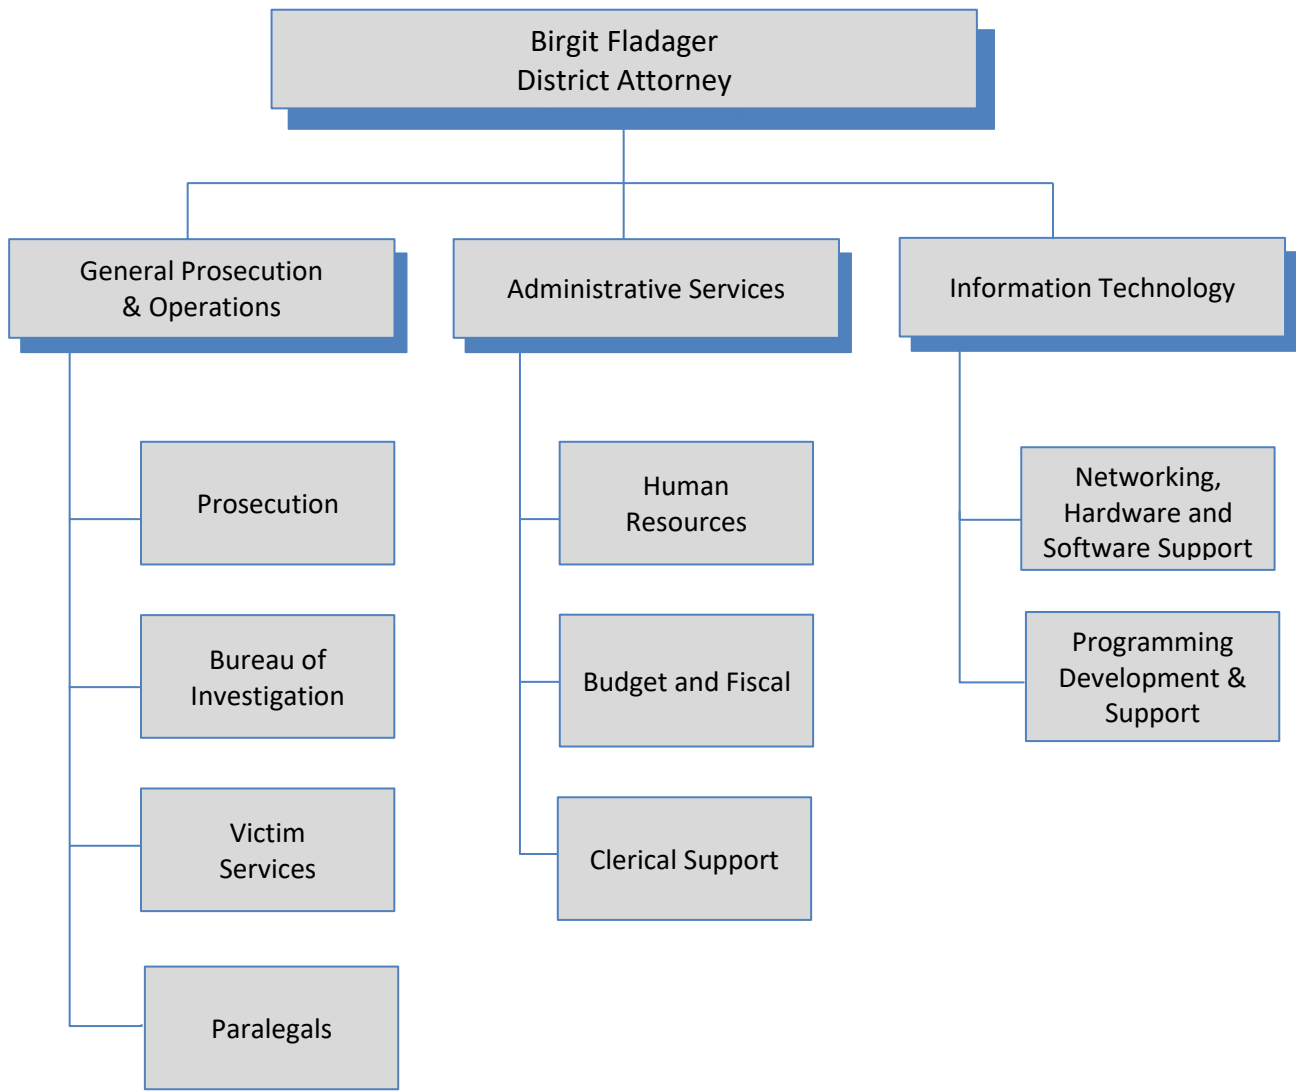 Birgit Fladager
District Attorney
General Prosecution
& Operations
Administrative Services
Information Technology
Prosecution
Bureau of
Investigation
Victim
Services
Paralegals
Human
Resources
Budget and Fiscal
Clerical Support
Networking,
Hardware and
Software Support
Programming
Development &
Support